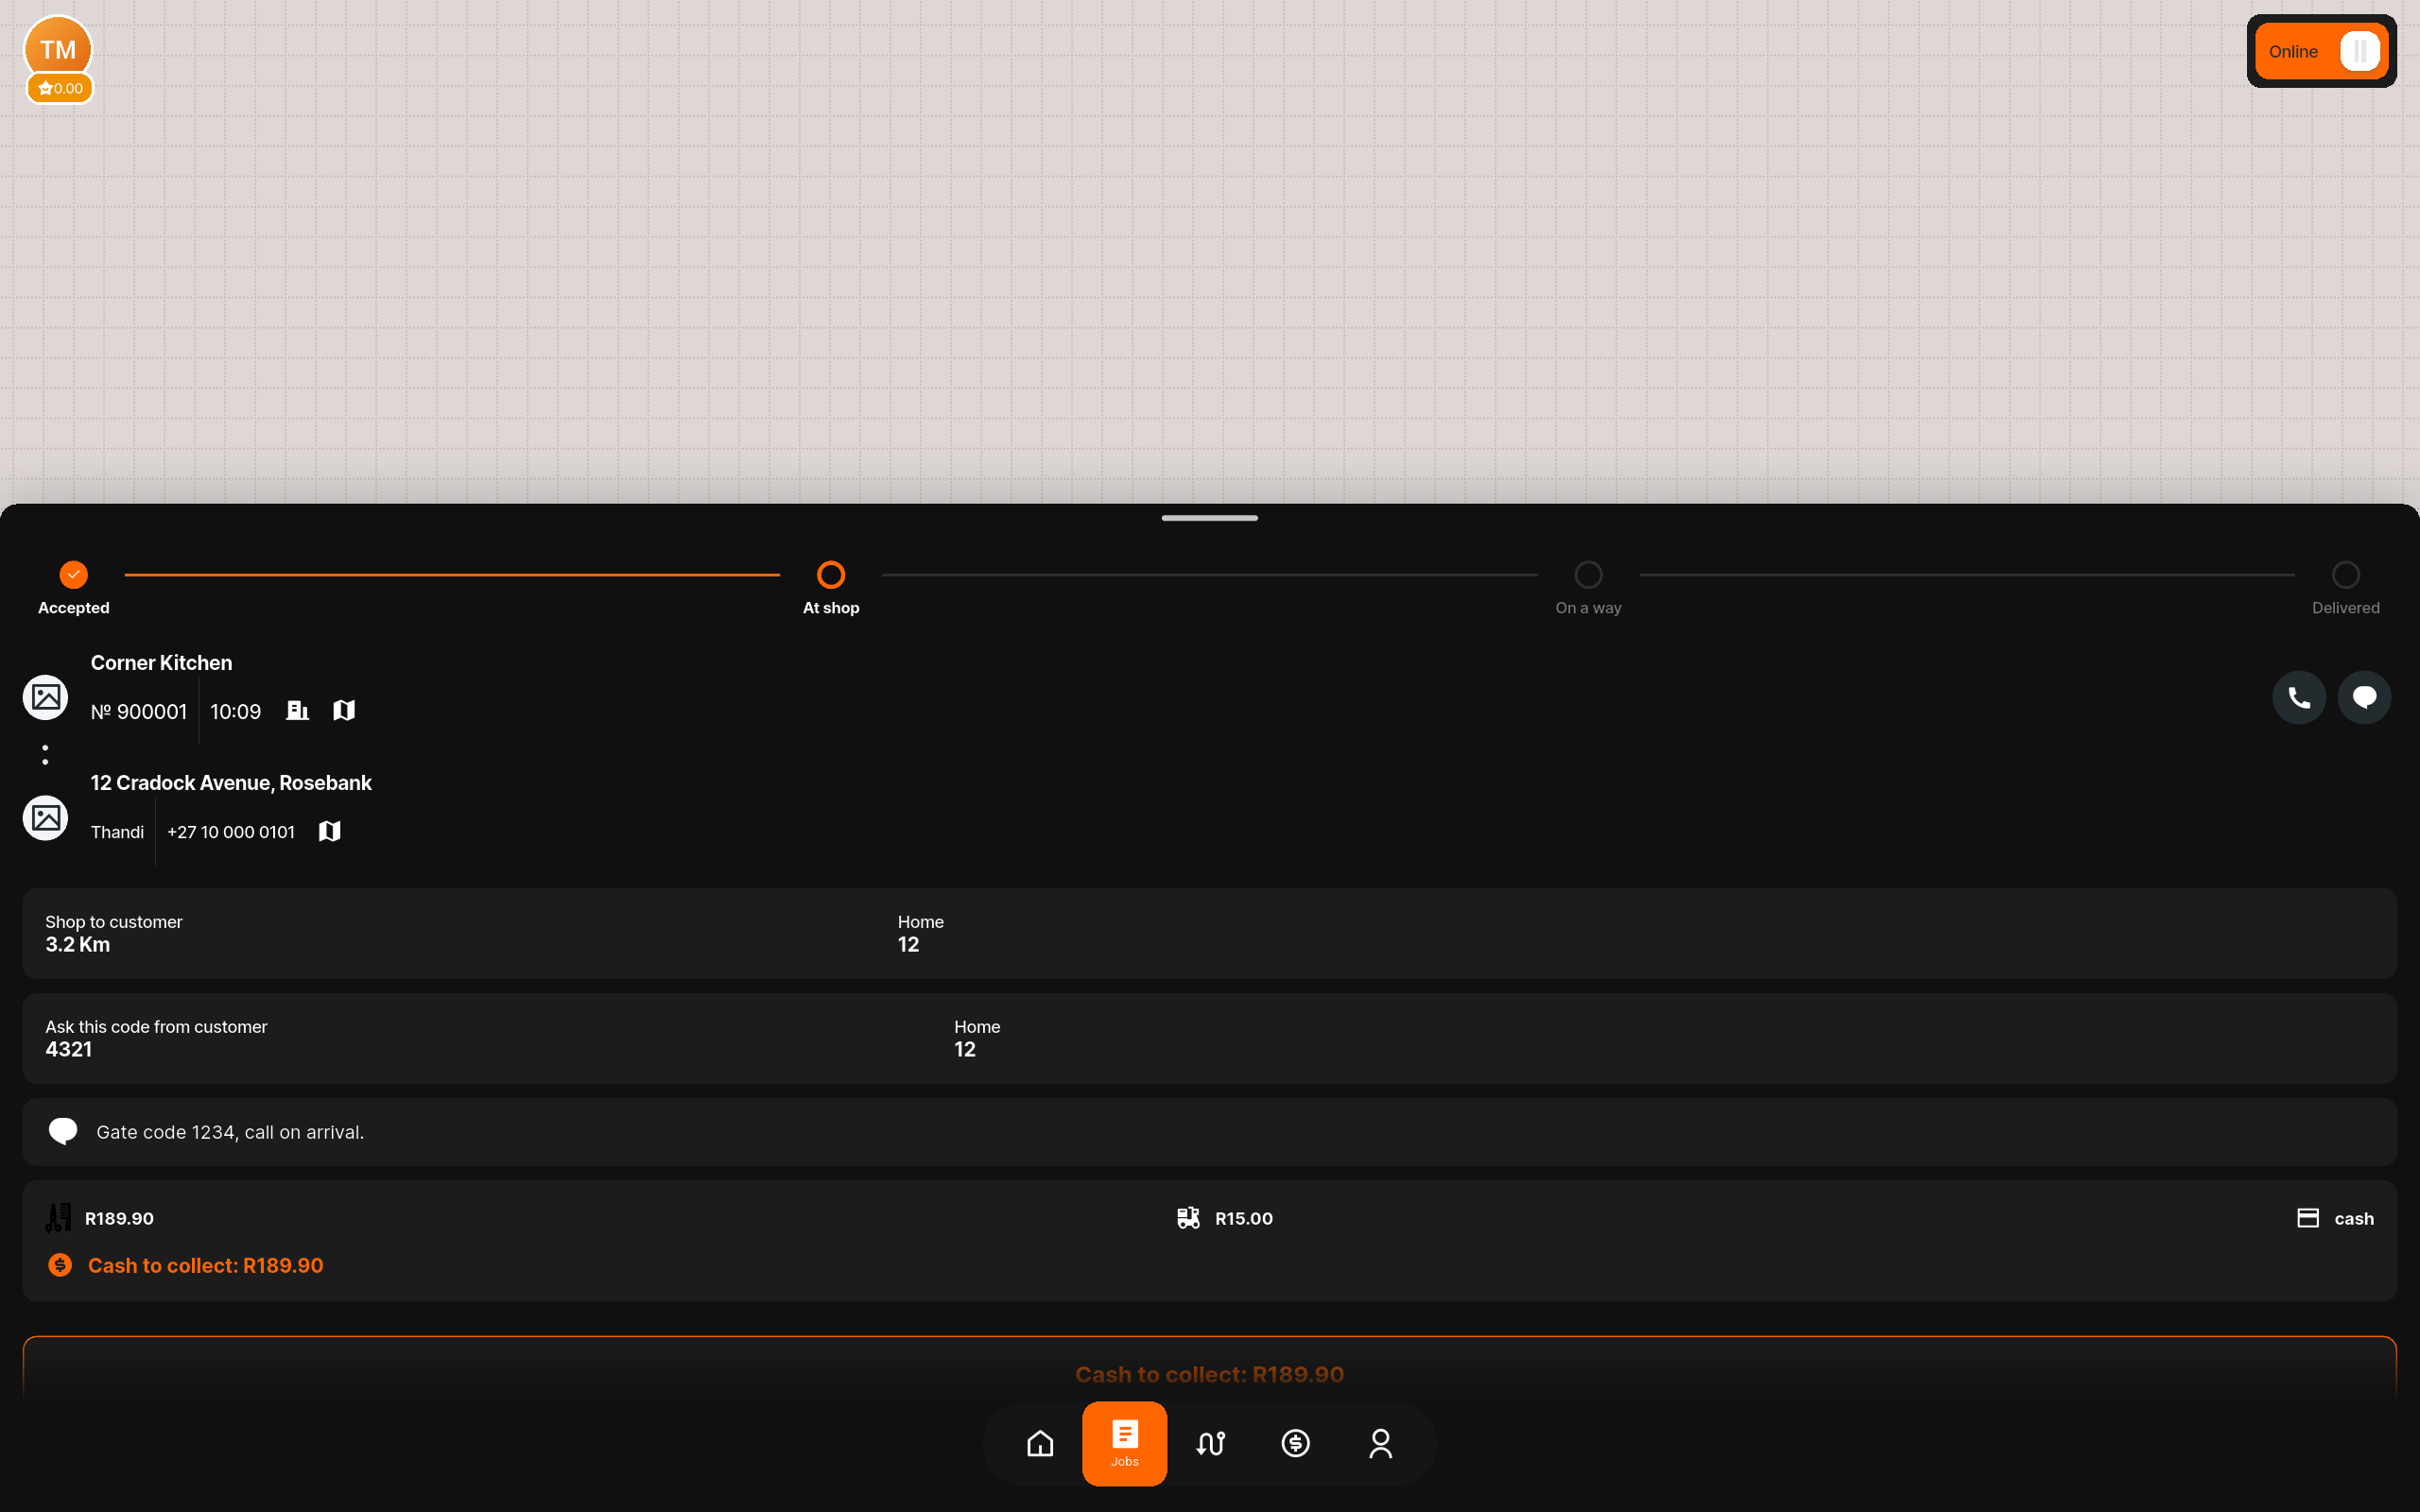 TM
0.00
Online
Accepted
At shop
On a way
Delivered
Corner Kitchen
№ 900001 10:09
12 Cradock Avenue, Rosebank
Thandi +27 10 000 0101
Shop to customer Home
3.2 Km 12
Ask this code from customer Home
4321 12
Gate code 1234, call on arrival.
R189.90 R15.00 cash
Cash to collect: R189.90
Cash to collect: R189.90
Jobs